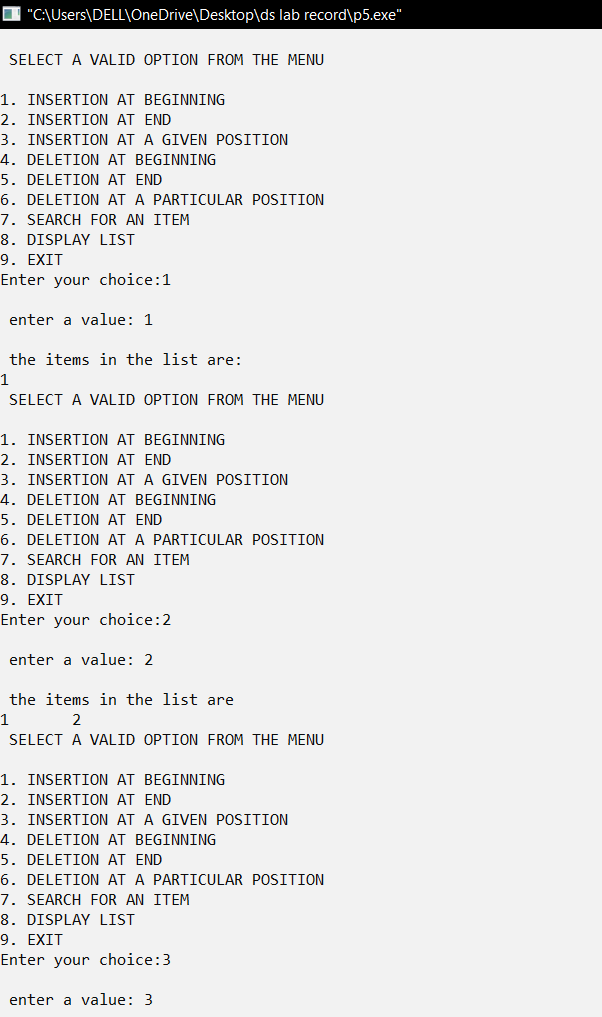 "C:\Users\DELL\OneDrive\Desktop\ds lab record\p5.exe"
SELECT A VALID OPTION FROM THE MENU
1. INSERTION AT BEGINNING
2. INSERTION AT END
3. INSERTION AT A GIVEN POSITION
4. DELETION AT BEGINNING
5. DELETION AT END
6. DELETION AT A PARTICULAR POSITION
7. SEARCH FOR AN ITEM
8. DISPLAY LIST
9. EXIT
Enter your choice:1
enter a value: 1
the items in the list are:
1
SELECT A VALID OPTION FROM THE MENU
1. INSERTION AT BEGINNING
2. INSERTION AT END
3. INSERTION AT A GIVEN POSITION
4. DELETION AT BEGINNING
5. DELETION AT END
6. DELETION AT A PARTICULAR POSITION
7. SEARCH FOR AN ITEM
8. DISPLAY LIST
9. EXIT
Enter your choice:2
enter a value: 2
the items in the list are
1       2
SELECT A VALID OPTION FROM THE MENU
1. INSERTION AT BEGINNING
2. INSERTION AT END
3. INSERTION AT A GIVEN POSITION
4. DELETION AT BEGINNING
5. DELETION AT END
6. DELETION AT A PARTICULAR POSITION
7. SEARCH FOR AN ITEM
8. DISPLAY LIST
9. EXIT
Enter your choice:3
enter a value: 3